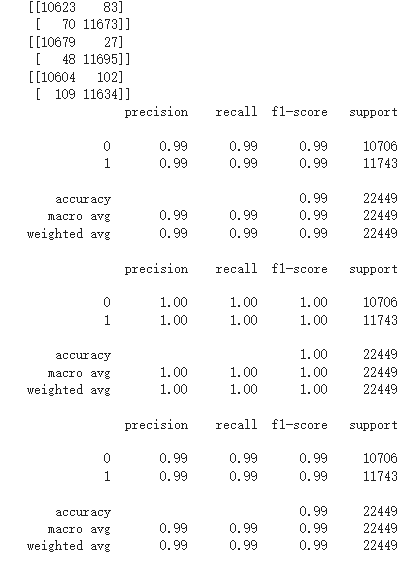 [[10623    83]
 [   70 11673]]
[[10679    27]
 [   48 11695]]
[[10604   102]
 [  109 11634]]
precision    recall  f1-score   support
0       0.99      0.99      0.99     10706
1       0.99      0.99      0.99     11743
accuracy                           0.99     22449
macro avg       0.99      0.99      0.99     22449
weighted avg       0.99      0.99      0.99     22449
precision    recall  f1-score   support
0       1.00      1.00      1.00     10706
1       1.00      1.00      1.00     11743
accuracy                           1.00     22449
macro avg       1.00      1.00      1.00     22449
weighted avg       1.00      1.00      1.00     22449
precision    recall  f1-score   support
0       0.99      0.99      0.99     10706
1       0.99      0.99      0.99     11743
accuracy                           0.99     22449
macro avg       0.99      0.99      0.99     22449
weighted avg       0.99      0.99      0.99     22449